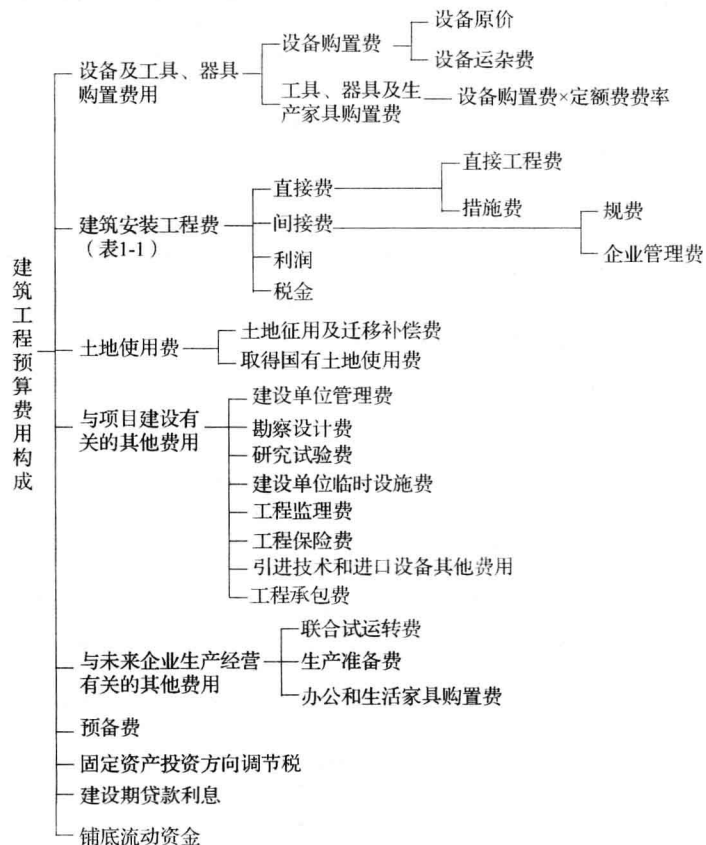 建筑工程预算费用构成
设备及工具、器具
购置费用
设备购置费
设备原价
设备运杂费
工具、器具及生
产家具购置费
设备购置费×定额费费率
建筑安装工程费
（表1-1）
直接费
直接工程费
措施费
间接费
规费
企业管理费
利润
税金
土地使用费
土地征用及迁移补偿费
取得国有土地使用费
与项目建设有
关的其他费用
建设单位管理费
勘察设计费
研究试验费
建设单位临时设施费
工程监理费
工程保险费
引进技术和进口设备其他费用
工程承包费
与未来企业生产经营
有关的其他费用
联合试运转费
生产准备费
办公和生活家具购置费
预备费
固定资产投资方向调节税
建设期贷款利息
铺底流动资金